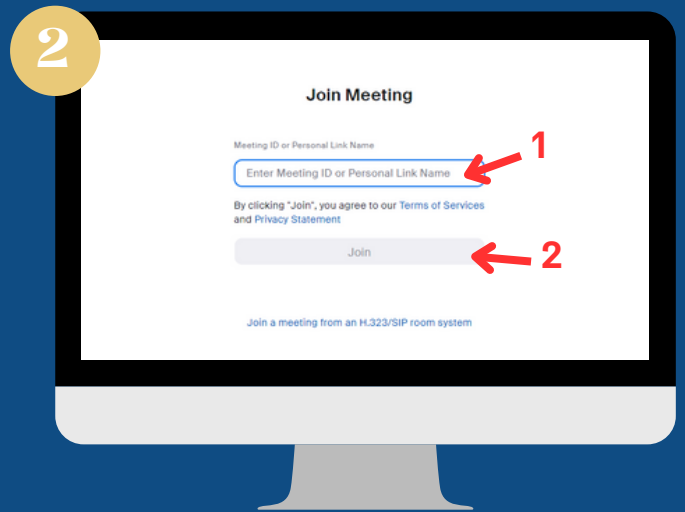 2
Join Meeting
Meeting ID or Personal Link Name
1
Enter Meeting ID or Personal Link Name
By clicking "Join", you agree to our Terms of Services
and Privacy Statement
Join
2
Join a meeting from an H.323/SIP room system